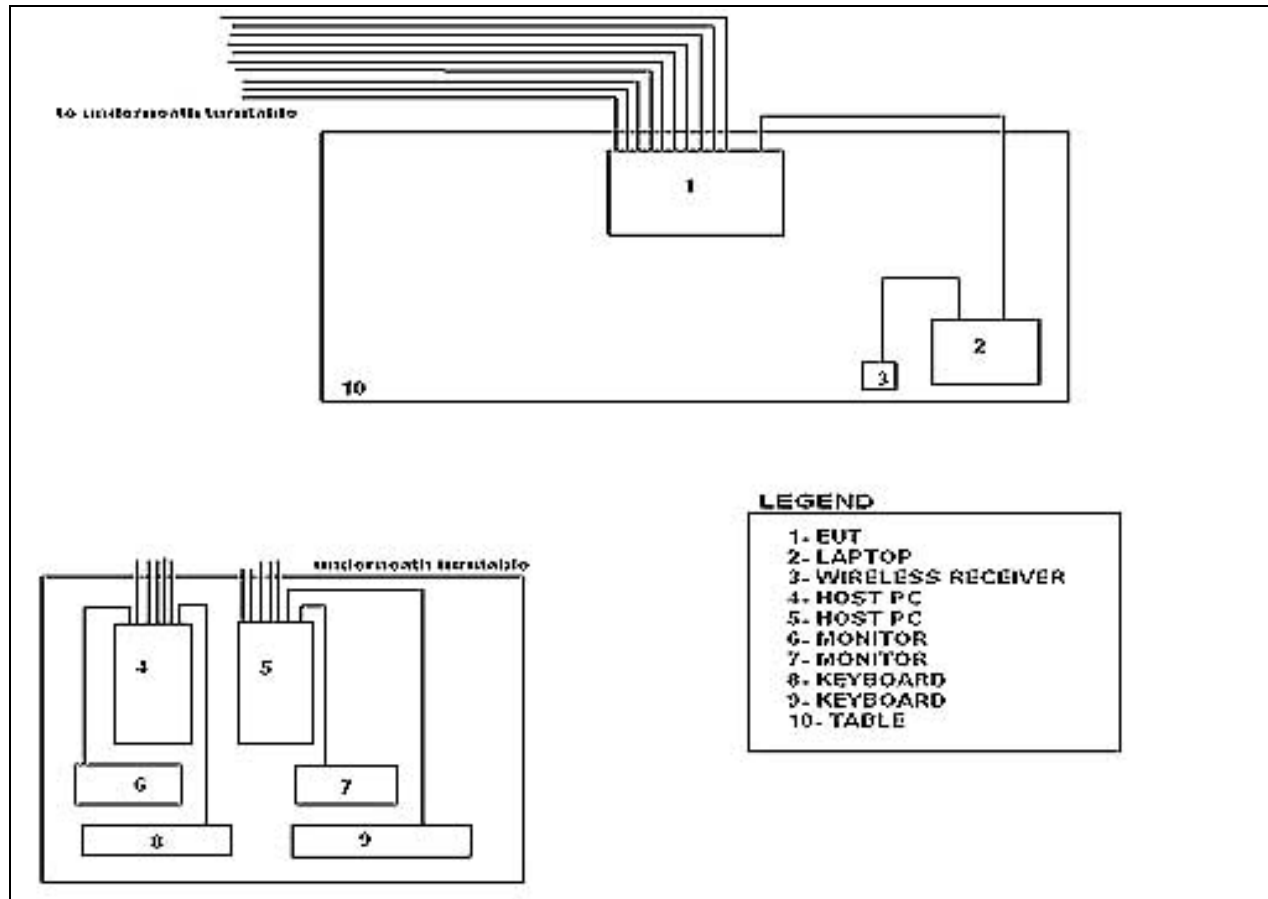 to underneath turntable
1
2
3
10
LEGEND
1- EUT
2- LAPTOP
3- WIRELESS RECEIVER
4- HOST PC
5- HOST PC
6- MONITOR
7- MONITOR
8- KEYBOARD
9- KEYBOARD
10- TABLE
underneath turntable
4
5
6
7
8
9